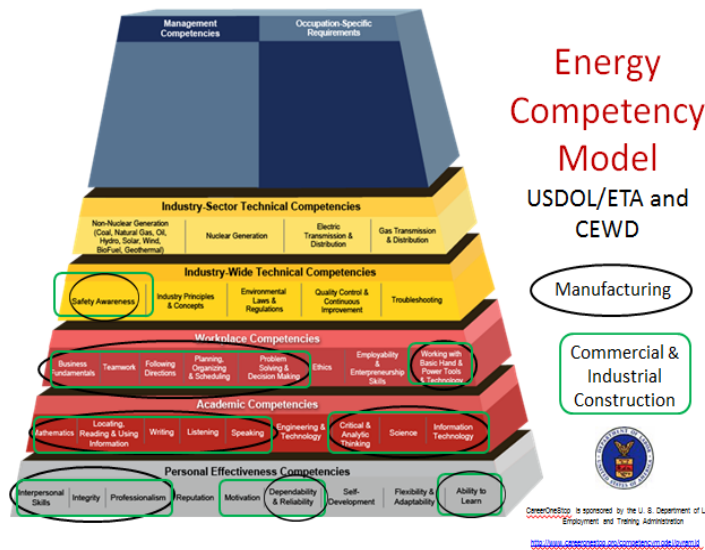 Management
Competencies
Occupation-Specific
Requirements
Energy
Competency
Model
USDOL/ETA and
CEWD
Manufacturing
Commercial &
Industrial
Construction
Industry-Sector Technical Competencies
Non-Nuclear Generation
(Coal, Natural Gas, Oil,
Hydro, Solar, Wind,
BioFuel, Geothermal)
Nuclear Generation
Electric
Transmission &
Distribution
Gas Transmission
& Distribution
Industry-Wide Technical Competencies
Safety Awareness
Industry Principles
& Concepts
Environmental
Laws &
Regulations
Quality Control &
Continuous
Improvement
Troubleshooting
Workplace Competencies
Business
Fundamentals
Teamwork
Following
Directions
Planning,
Organizing
& Scheduling
Problem
Solving &
Decision Making
Ethics
Employability
&
Enterpreneurship
Skills
Working with
Basic Hand &
Power Tools
& Technology
Academic Competencies
Mathematics
Locating,
Reading & Using
Information
Writing
Listening
Speaking
Engineering &
Technology
Critical &
Analytic
Thinking
Science
Information
Technology
Personal Effectiveness Competencies
Interpersonal
Skills
Integrity
Professionalism
Reputation
Motivation
Dependability
& Reliability
Self-
Development
Flexibility &
Adaptability
Ability to
Learn
CareerOneStop is sponsored by the U. S. Department of L
Employment and Training Administration